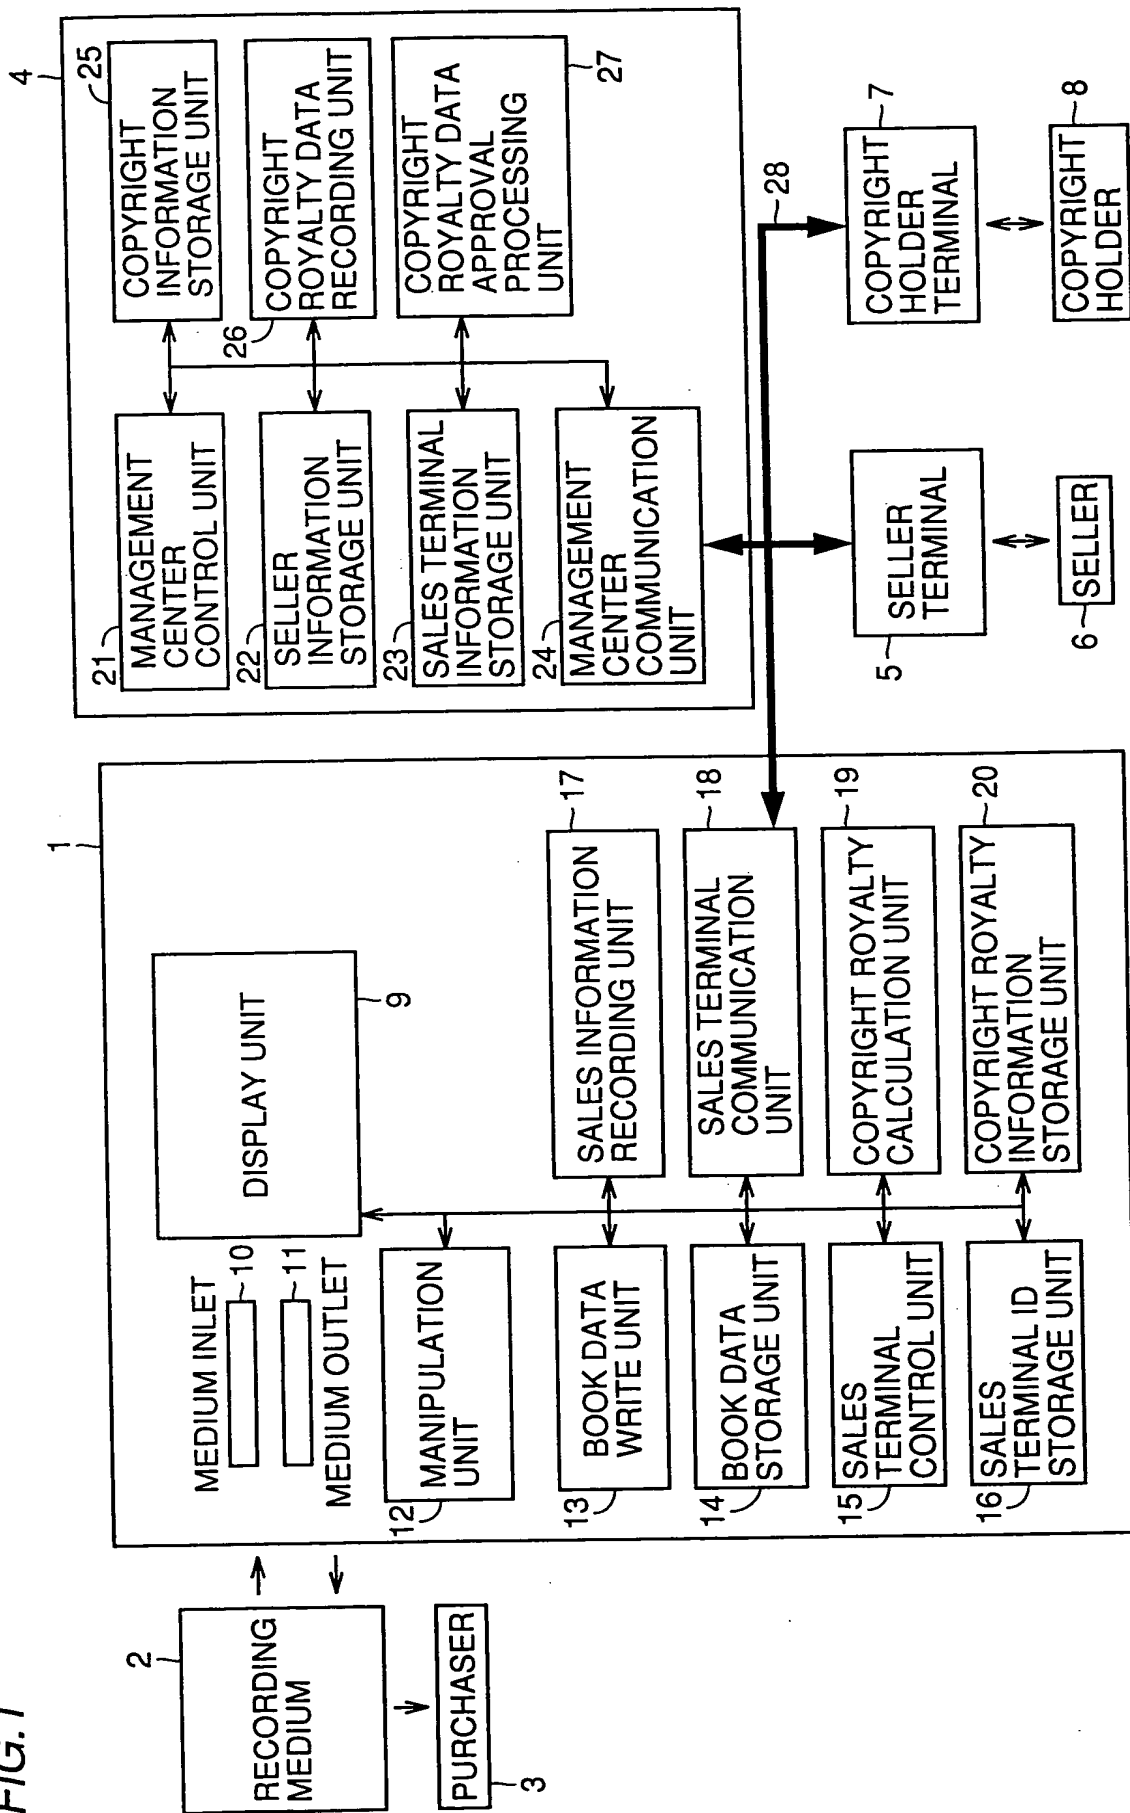 FIG. 1
2
RECORDING
MEDIUM
PURCHASER
3
1
MEDIUM INLET
10
11
MEDIUM OUTLET
DISPLAY UNIT
9
12
MANIPULATION
UNIT
13
BOOK DATA
WRITE UNIT
14
BOOK DATA
STORAGE UNIT
15
SALES
TERMINAL
CONTROL UNIT
16
SALES
TERMINAL ID
STORAGE UNIT
17
SALES INFORMATION
RECORDING UNIT
18
SALES TERMINAL
COMMUNICATION
UNIT
19
COPYRIGHT ROYALTY
CALCULATION UNIT
20
COPYRIGHT ROYALTY
INFORMATION
STORAGE UNIT
4
21
MANAGEMENT
CENTER
CONTROL UNIT
22
SELLER
INFORMATION
STORAGE UNIT
23
SALES TERMINAL
INFORMATION
STORAGE UNIT
24
MANAGEMENT
CENTER
COMMUNICATION
UNIT
25
COPYRIGHT
INFORMATION
STORAGE UNIT
26
COPYRIGHT
ROYALTY DATA
RECORDING UNIT
27
COPYRIGHT
ROYALTY DATA
APPROVAL
PROCESSING
UNIT
28
5
SELLER
TERMINAL
6
SELLER
7
COPYRIGHT
HOLDER
TERMINAL
8
COPYRIGHT
HOLDER